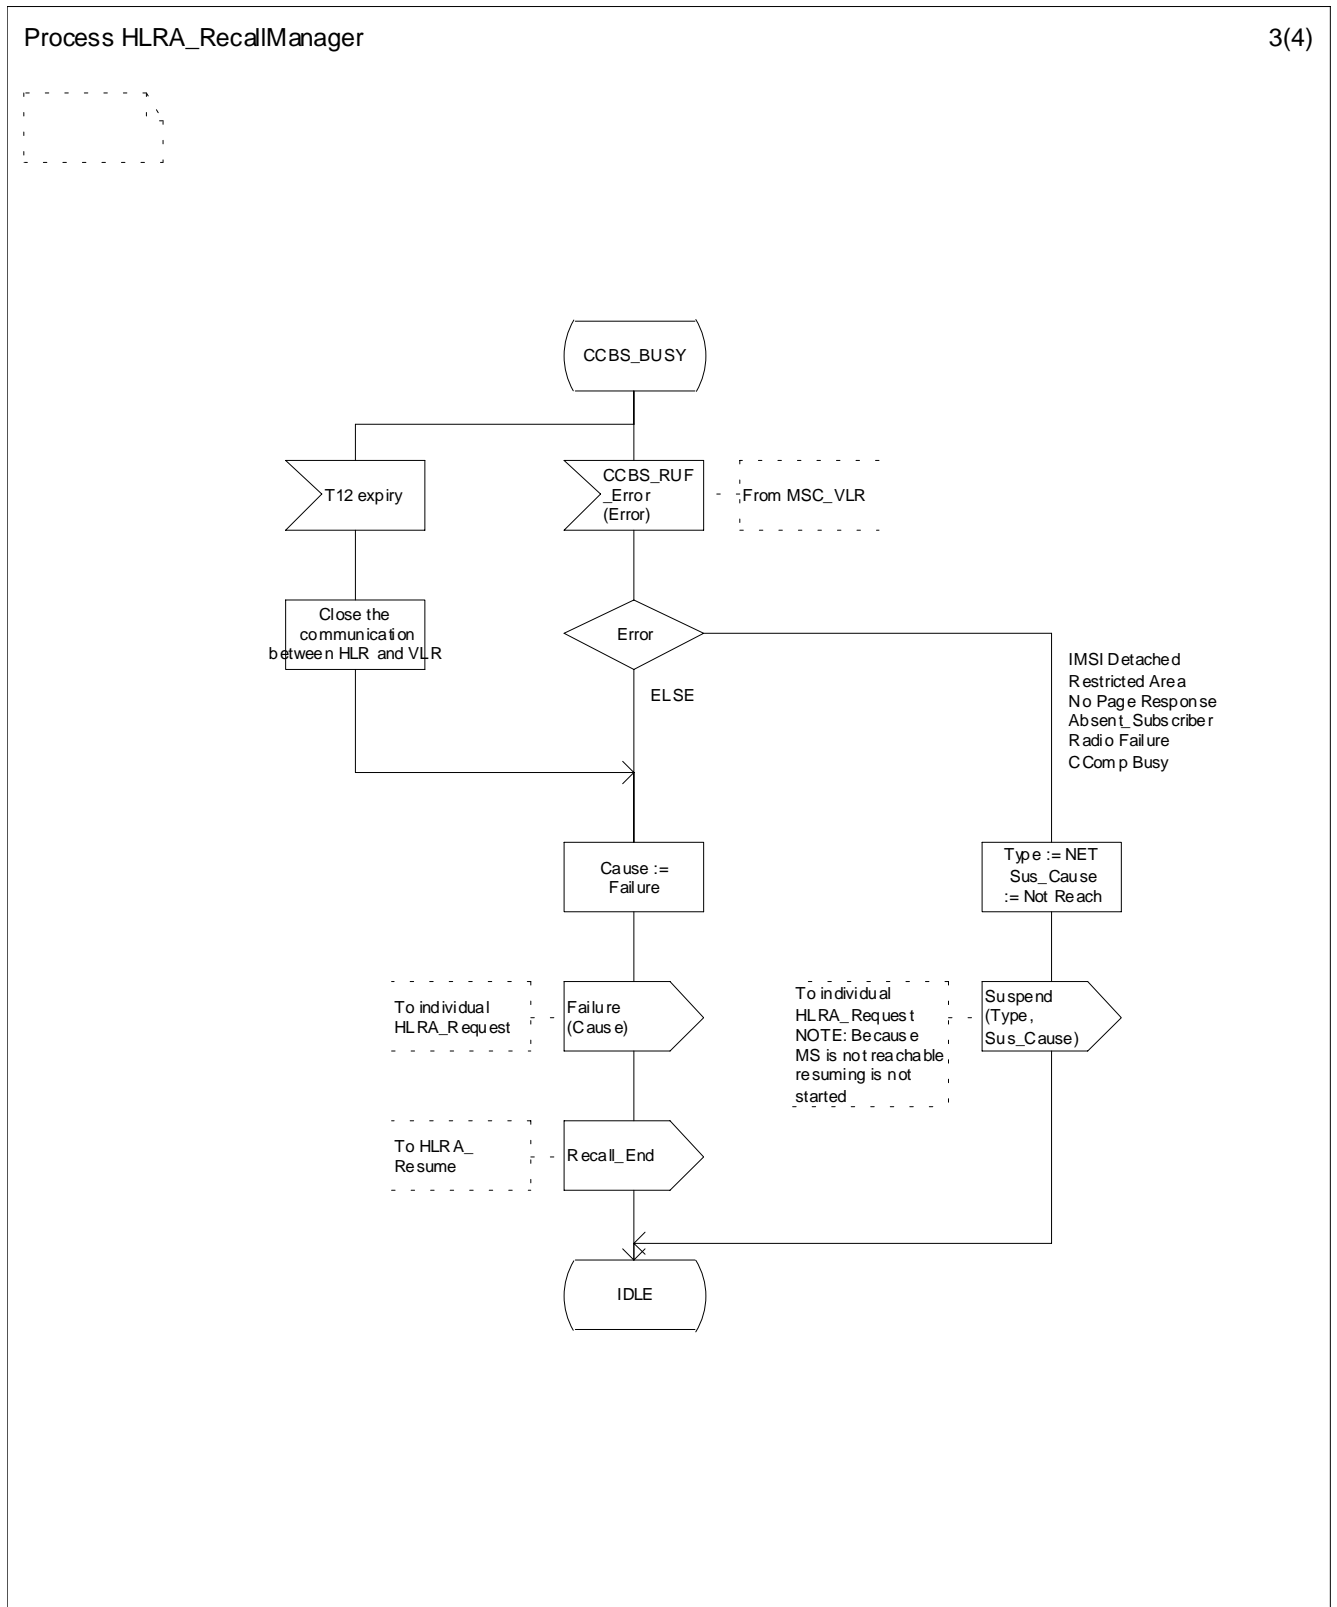 Process HLRA_RecallManager
3(4)
CCBS_BUSY
T12 expiry
CCBS_RUF
_Error
(Error)
From MSC_VLR
Close the
communication
between HLR and VLR
Error
ELSE
IMSI Detached
Restricted Area
No Page Response
Absent_Subscriber
Radio Failure
CComp Busy
Cause :=
Failure
Type := NET
Sus_Cause
:= Not Reach
To individual
HLRA_Request
Failure
(Cause)
To individual
HLRA_Request
NOTE: Because
MS is not reachable
resuming is not
started
Suspend
(Type,
Sus_Cause)
To HLRA_
Resume
Recall_End
IDLE